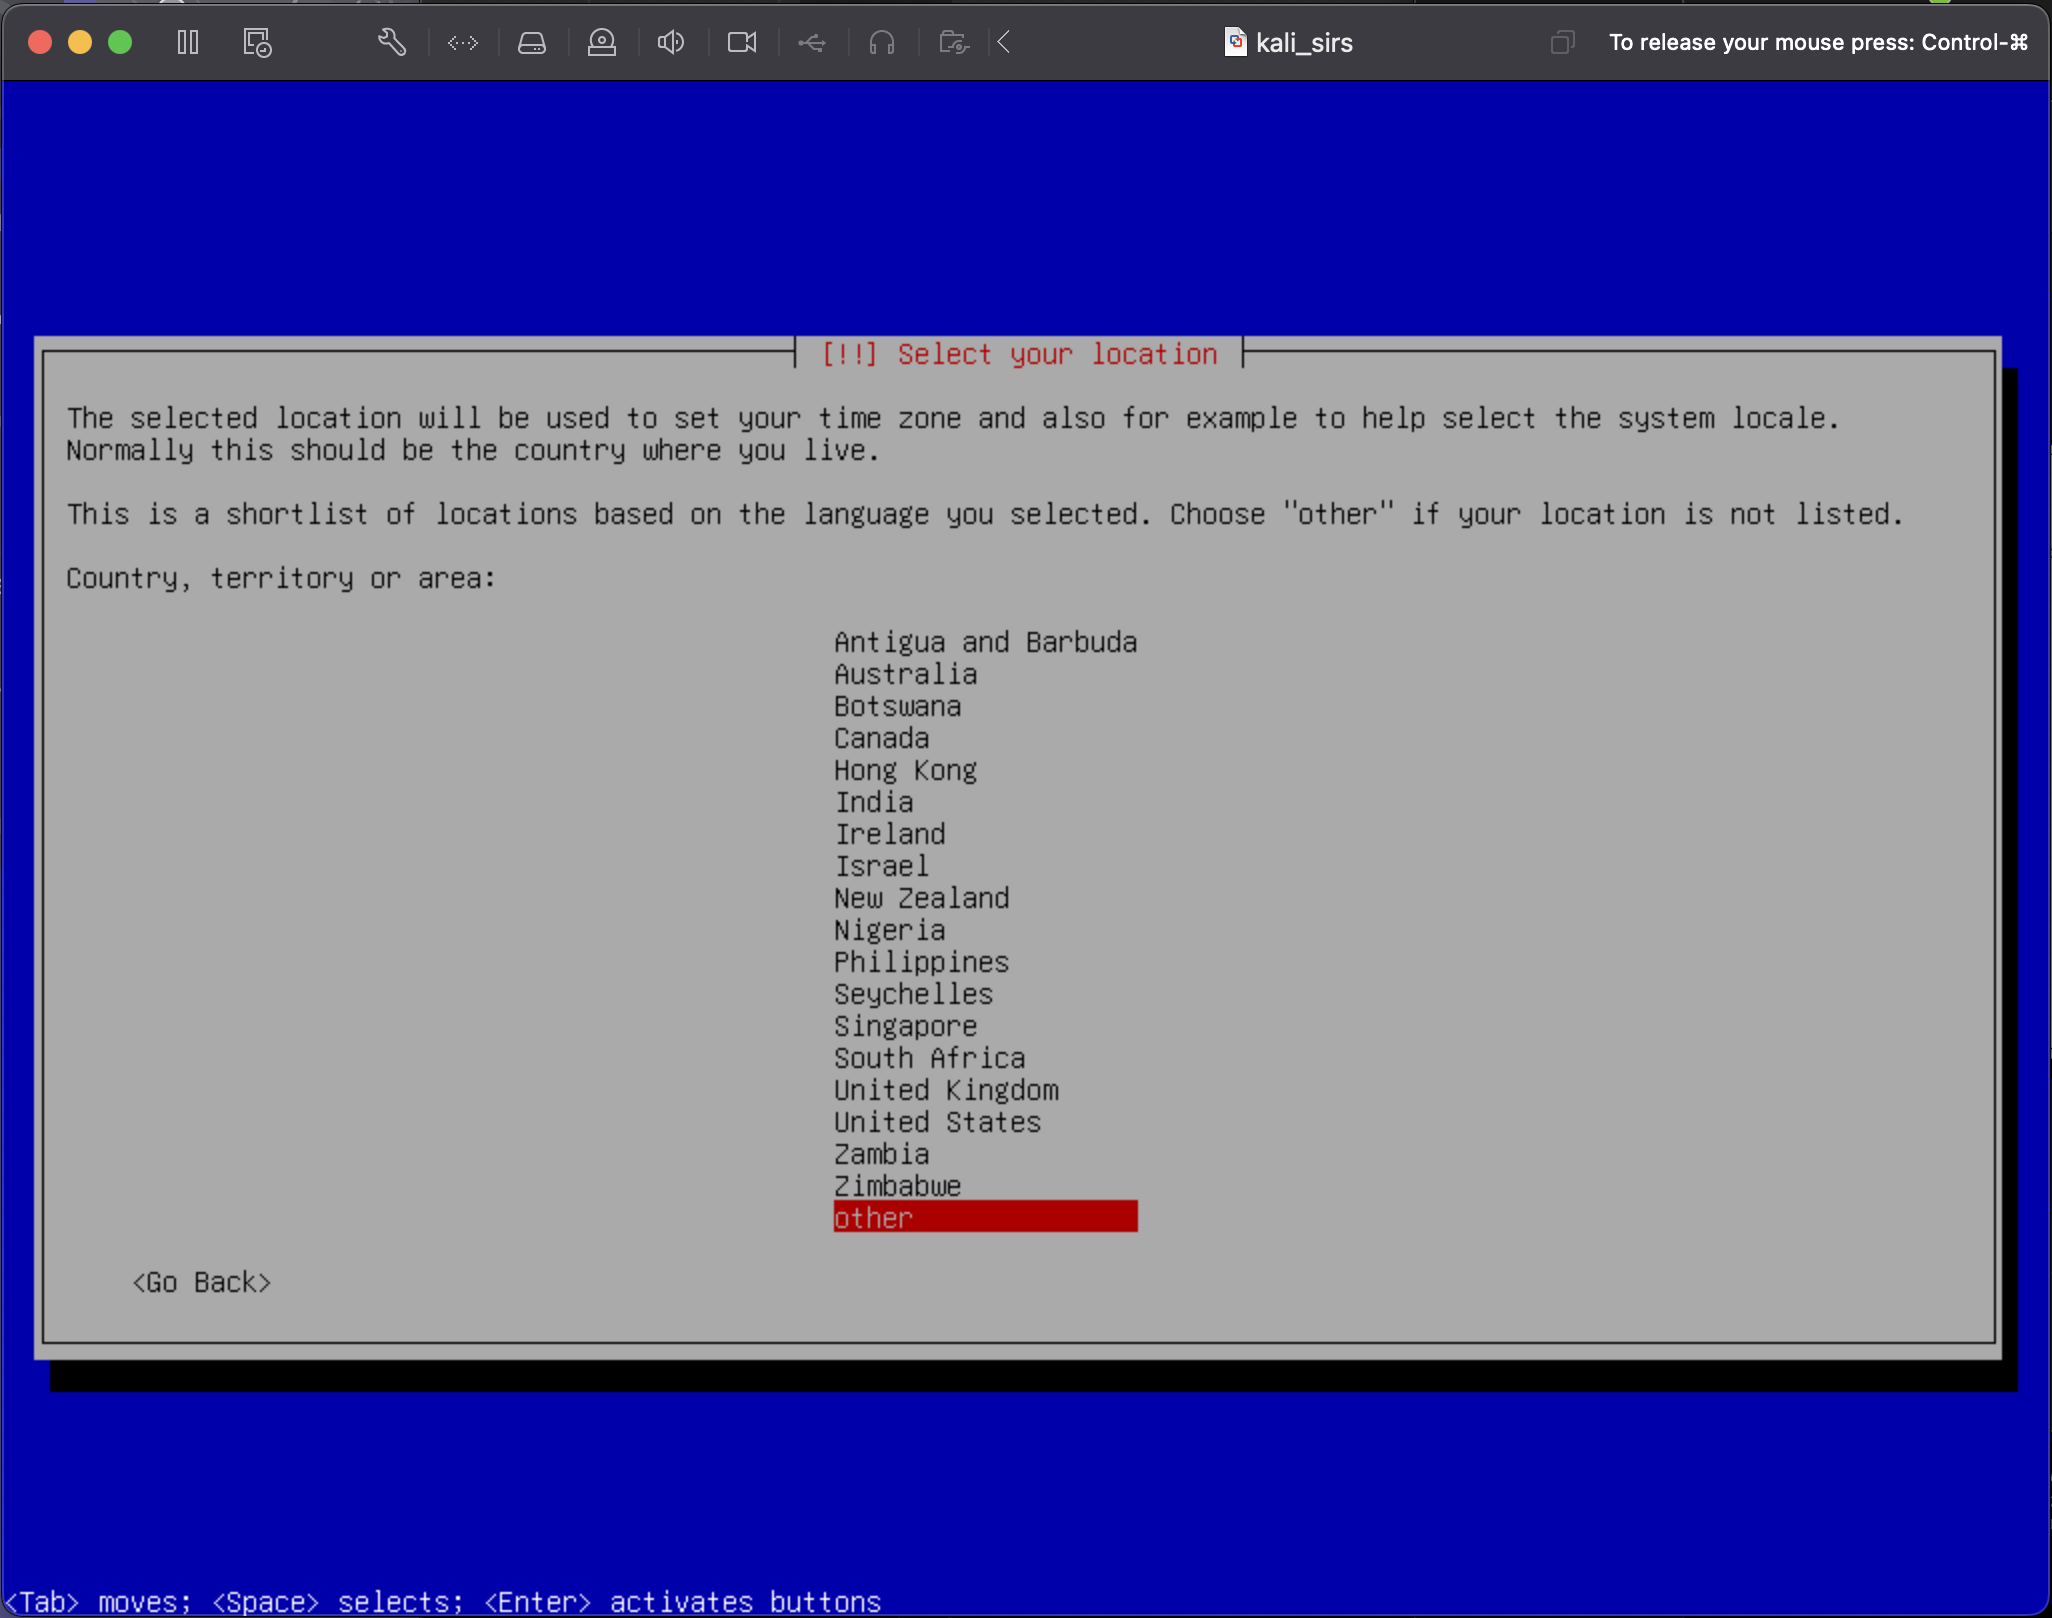 kali_sirs
To release your mouse press: Control-⌘
[!!] Select your location
The selected location will be used to set your time zone and also for example to help select the system locale.
Normally this should be the country where you live.
This is a shortlist of locations based on the language you selected. Choose "other" if your location is not listed.
Country, territory or area:
Antigua and Barbuda
Australia
Botswana
Canada
Hong Kong
India
Ireland
Israel
New Zealand
Nigeria
Philippines
Seychelles
Singapore
South Africa
United Kingdom
United States
Zambia
Zimbabwe
other
<Go Back>
<Tab> moves; <Space> selects; <Enter> activates buttons